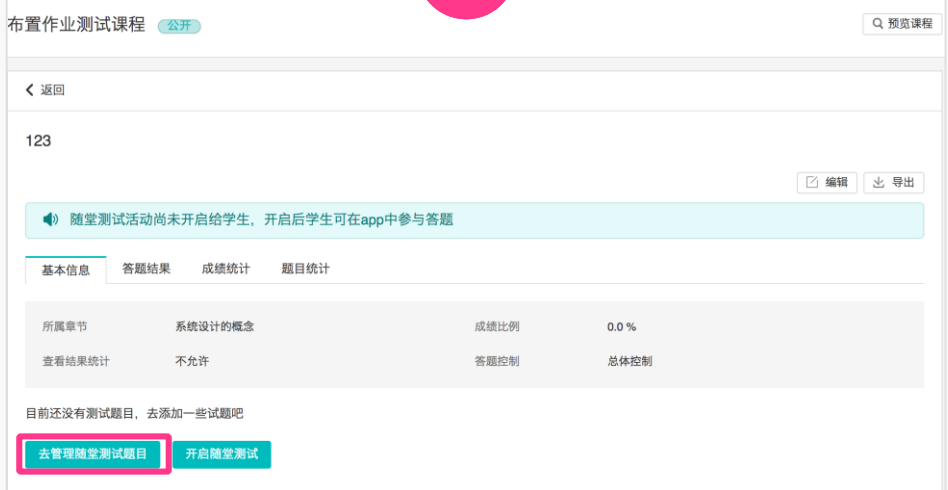 布置作业测试课程 公开 预览课程
返回
123
编辑 导出
随堂测试活动尚未开启给学生，开启后学生可在app中参与答题
基本信息 答题结果 成绩统计 题目统计
所属章节 系统设计的概念 成绩比例 0.0 %
查看结果统计 不允许 答题控制 总体控制
目前还没有测试题目，去添加一些试题吧
去管理随堂测试题目 开启随堂测试